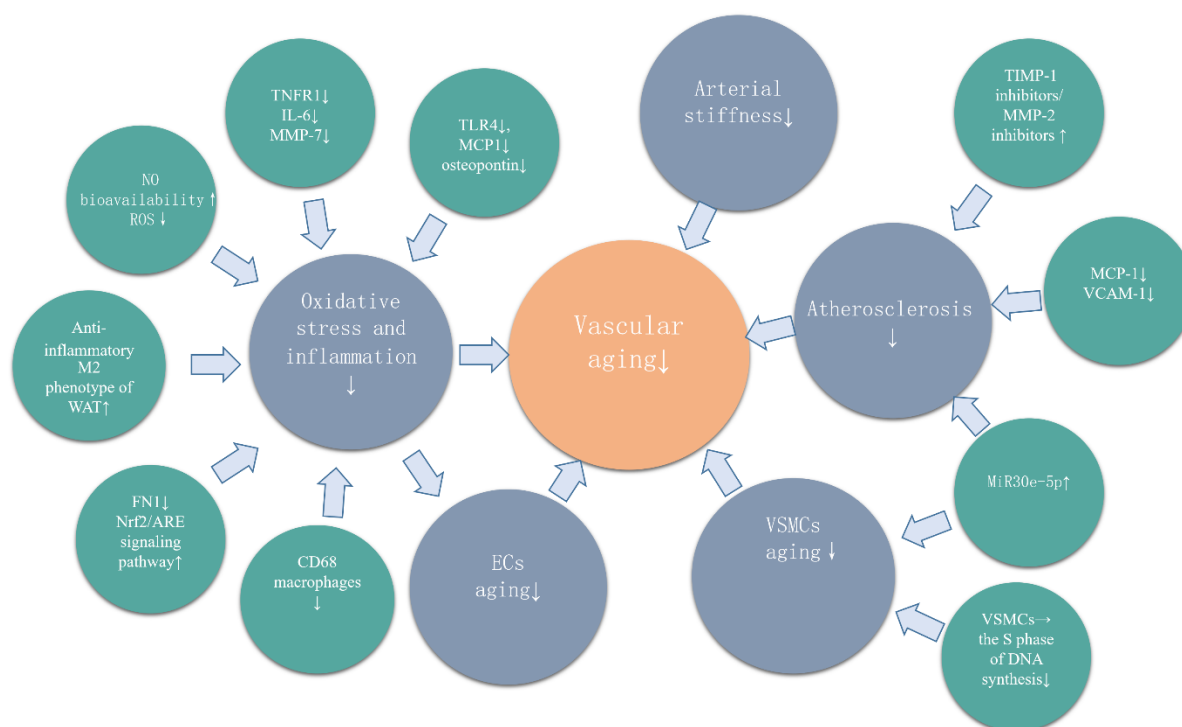 TNFR1↓
IL-6↓
MMP-7↓
TLR4↓,
MCP1↓
osteopontin↓
Arterial
stiffness↓
TIMP-1
inhibitors/
MMP-2
inhibitors↑
NO
bioavailability↑
ROS↓
Oxidative
stress and
inflammation
↓
Vascular
aging↓
Atherosclerosis
↓
MCP-1↓
VCAM-1↓
Anti-
inflammatory
M2
phenotype of
WAT↑
FN1↓
Nrf2/ARE
signaling
pathway↑
CD68
macrophages
↓
ECs
aging↓
VSMCs
aging↓
MiR30e-5p↑
VSMCs→
the S phase
of DNA
synthesis↓